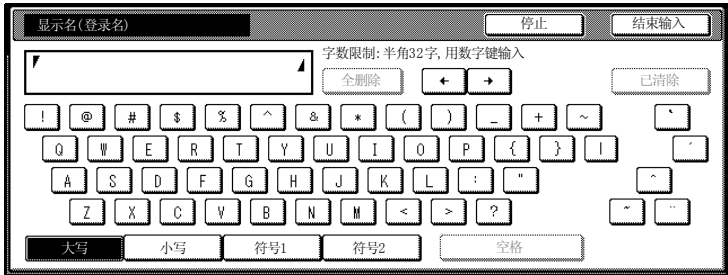 显示名(登录名) 停止 结束输入
字数限制:半角32字,用数字键输入
全删除 ← → 已清除
! @ # $ % ^ & * ( ) _ + ~ `
Q W E R T Y U I O P { } | ´
A S D F G H J K L : " ^
Z X C V B N M < > ? ~ ¨
大写 小写 符号1 符号2 空格